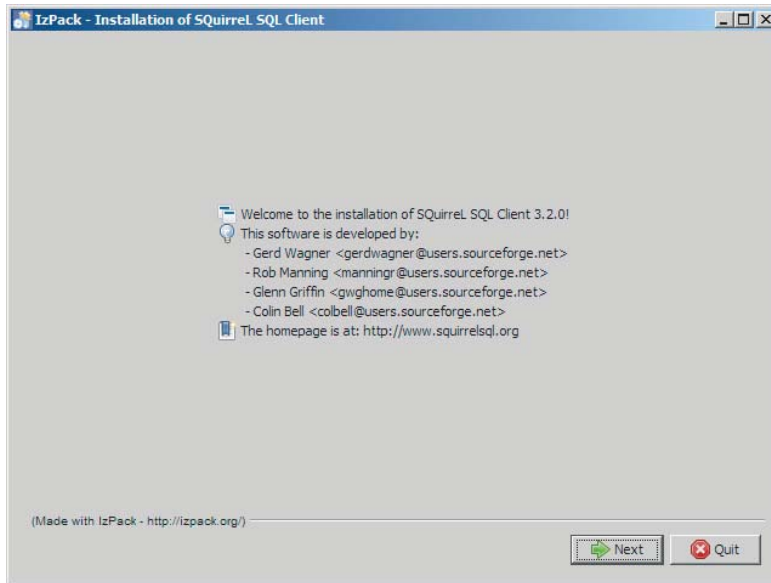 IzPack - Installation of SQuirreL SQL Client
Welcome to the installation of SQuirreL SQL Client 3.2.0!
This software is developed by:
- Gerd Wagner <gerdwagner@users.sourceforge.net>
- Rob Manning <manningr@users.sourceforge.net>
- Glenn Griffin <gwghome@users.sourceforge.net>
- Colin Bell <colbell@users.sourceforge.net>
The homepage is at: http://www.squirrelsql.org
(Made with IzPack - http://izpack.org/)
Next
Quit